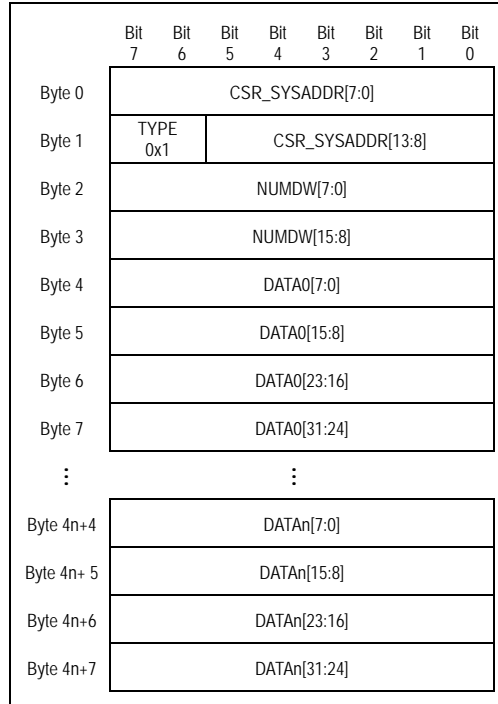 Bit Bit Bit Bit Bit Bit Bit Bit
7 6 5 4 3 2 1 0
Byte 0 CSR_SYSADDR[7:0]
Byte 1 TYPE 0x1 CSR_SYSADDR[13:8]
Byte 2 NUMDW[7:0]
Byte 3 NUMDW[15:8]
Byte 4 DATA0[7:0]
Byte 5 DATA0[15:8]
Byte 6 DATA0[23:16]
Byte 7 DATA0[31:24]
⋮ ⋮
Byte 4n+4 DATAn[7:0]
Byte 4n+ 5 DATAn[15:8]
Byte 4n+6 DATAn[23:16]
Byte 4n+7 DATAn[31:24]